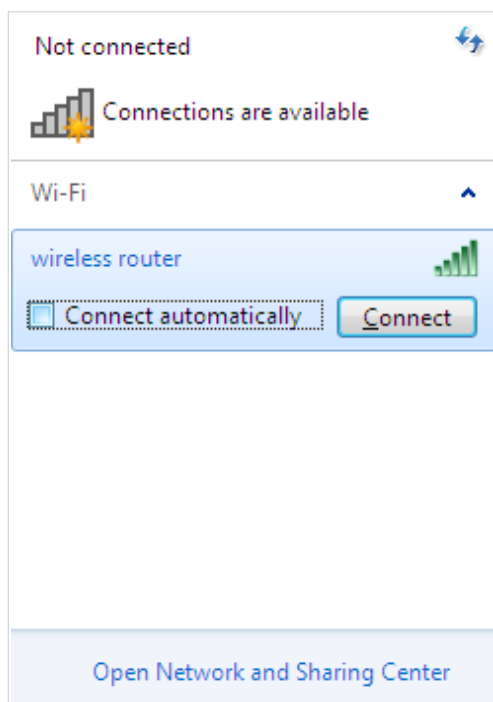 Not connected
Connections are available
Wi-Fi
wireless router
Connect automatically Connect
Open Network and Sharing Center